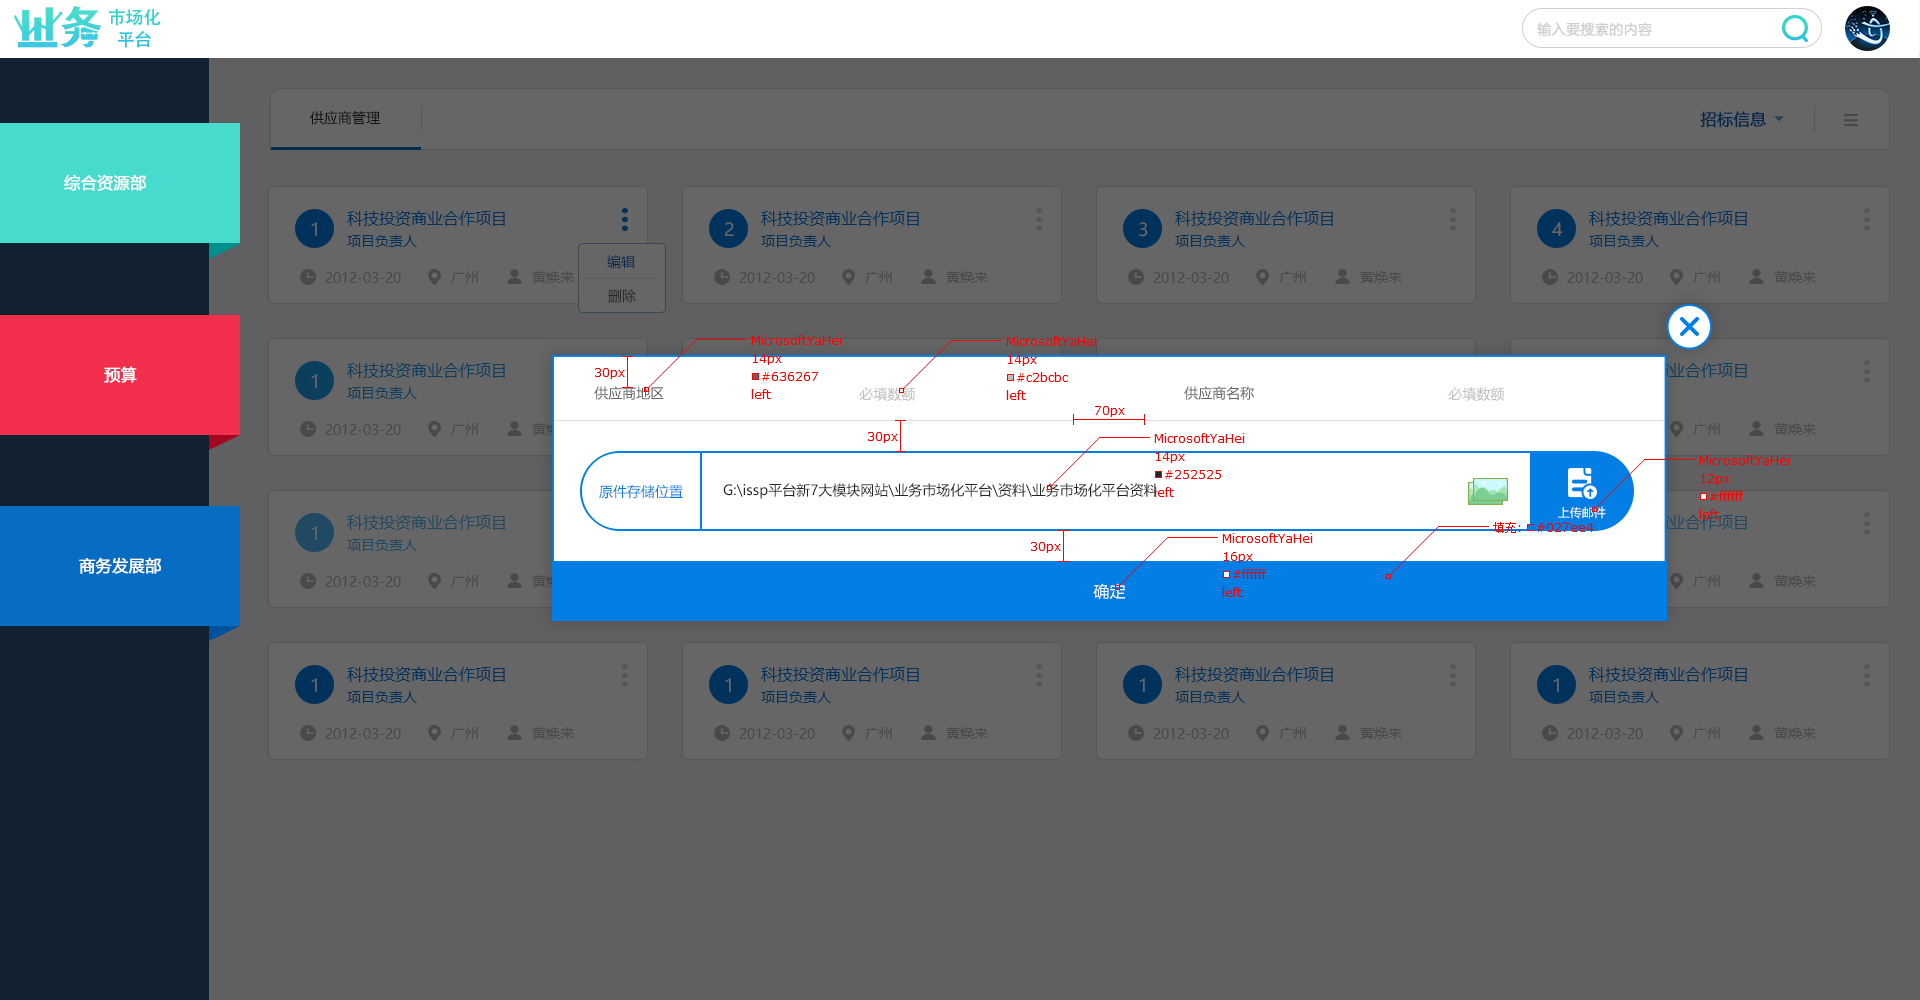 业务 市场化
平台
输入要搜索的内容
供应商管理
招标信息
综合资源部
预算
商务发展部
1 科技投资商业合作项目
项目负责人
2012-03-20 广州 黄焕来
编辑
删除
2 科技投资商业合作项目
项目负责人
2012-03-20 广州 黄焕来
3 科技投资商业合作项目
项目负责人
2012-03-20 广州 黄焕来
4 科技投资商业合作项目
项目负责人
2012-03-20 广州 黄焕来
1 科技投资商业合作项目
项目负责人
2012-03-20 广州
业合作项目
广州 黄焕来
MicrosoftYaHei
14px
#636267
left
MicrosoftYaHei
14px
#c2bcbc
left
30px
供应商地区 必填数额 供应商名称 必填数额
70px
30px
MicrosoftYaHei
14px
#252525
left
原件存储位置
G:\issp平台新7大模块网站\业务市场化平台\资料\业务市场化平台资料
上传邮件
MicrosoftYaHei
12px
#ffffff
left
填充: #027ee4
30px
MicrosoftYaHei
16px
#ffffff
left
确定
1 科技投资商业合作项目
项目负责人
2012-03-20 广州
业合作项目
广州 黄焕来
1 科技投资商业合作项目
项目负责人
2012-03-20 广州 黄焕来
1 科技投资商业合作项目
项目负责人
2012-03-20 广州 黄焕来
1 科技投资商业合作项目
项目负责人
2012-03-20 广州 黄焕来
1 科技投资商业合作项目
项目负责人
2012-03-20 广州 黄焕来